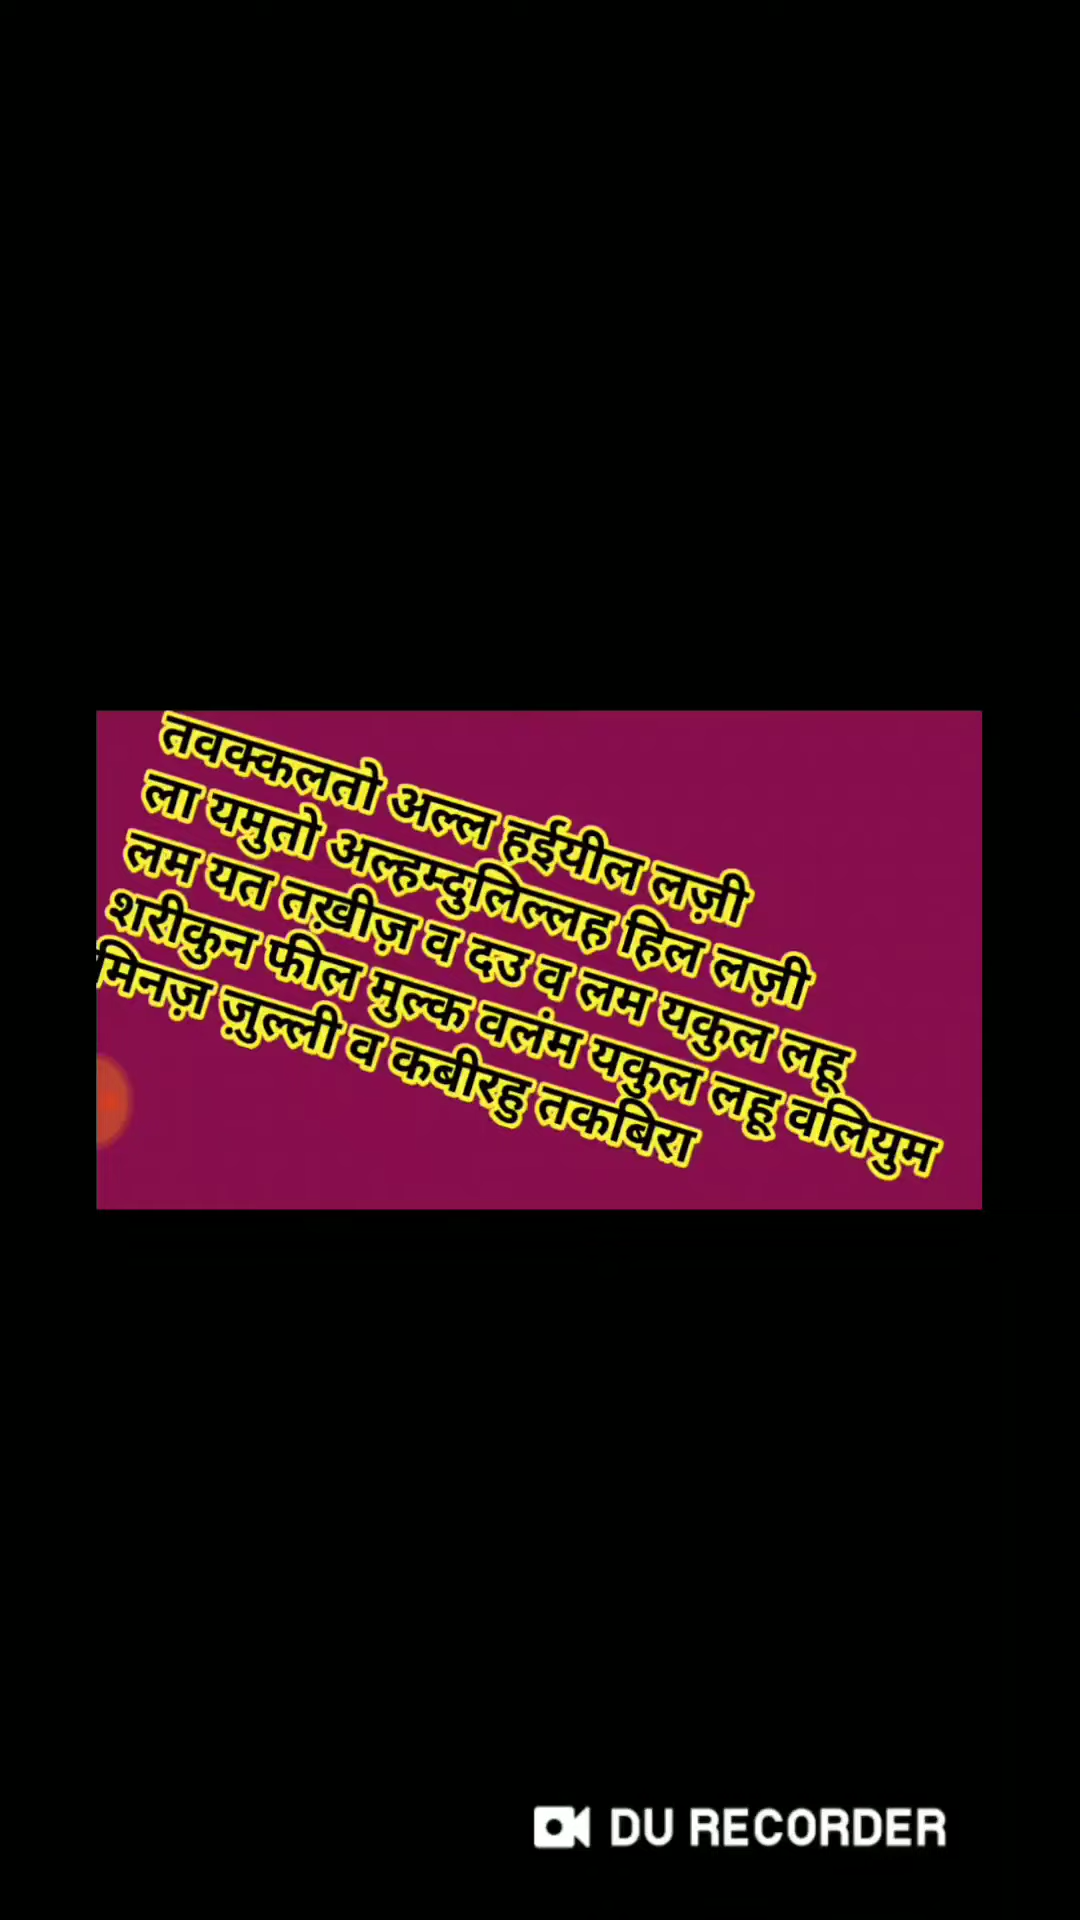 तवक्कलतो अल्ल हईयील लज़ी
ला यमुतो अल्हम्दुलिल्लह हिल लज़ी
लम यत तख़ीज़ व दउ व लम यकुल लहू
शरीकुन फील मुल्क वलंम यकुल लहू वलियुम
मिनज़ ज़ुल्ली व कबीरहु तकबिरा
DU RECORDER